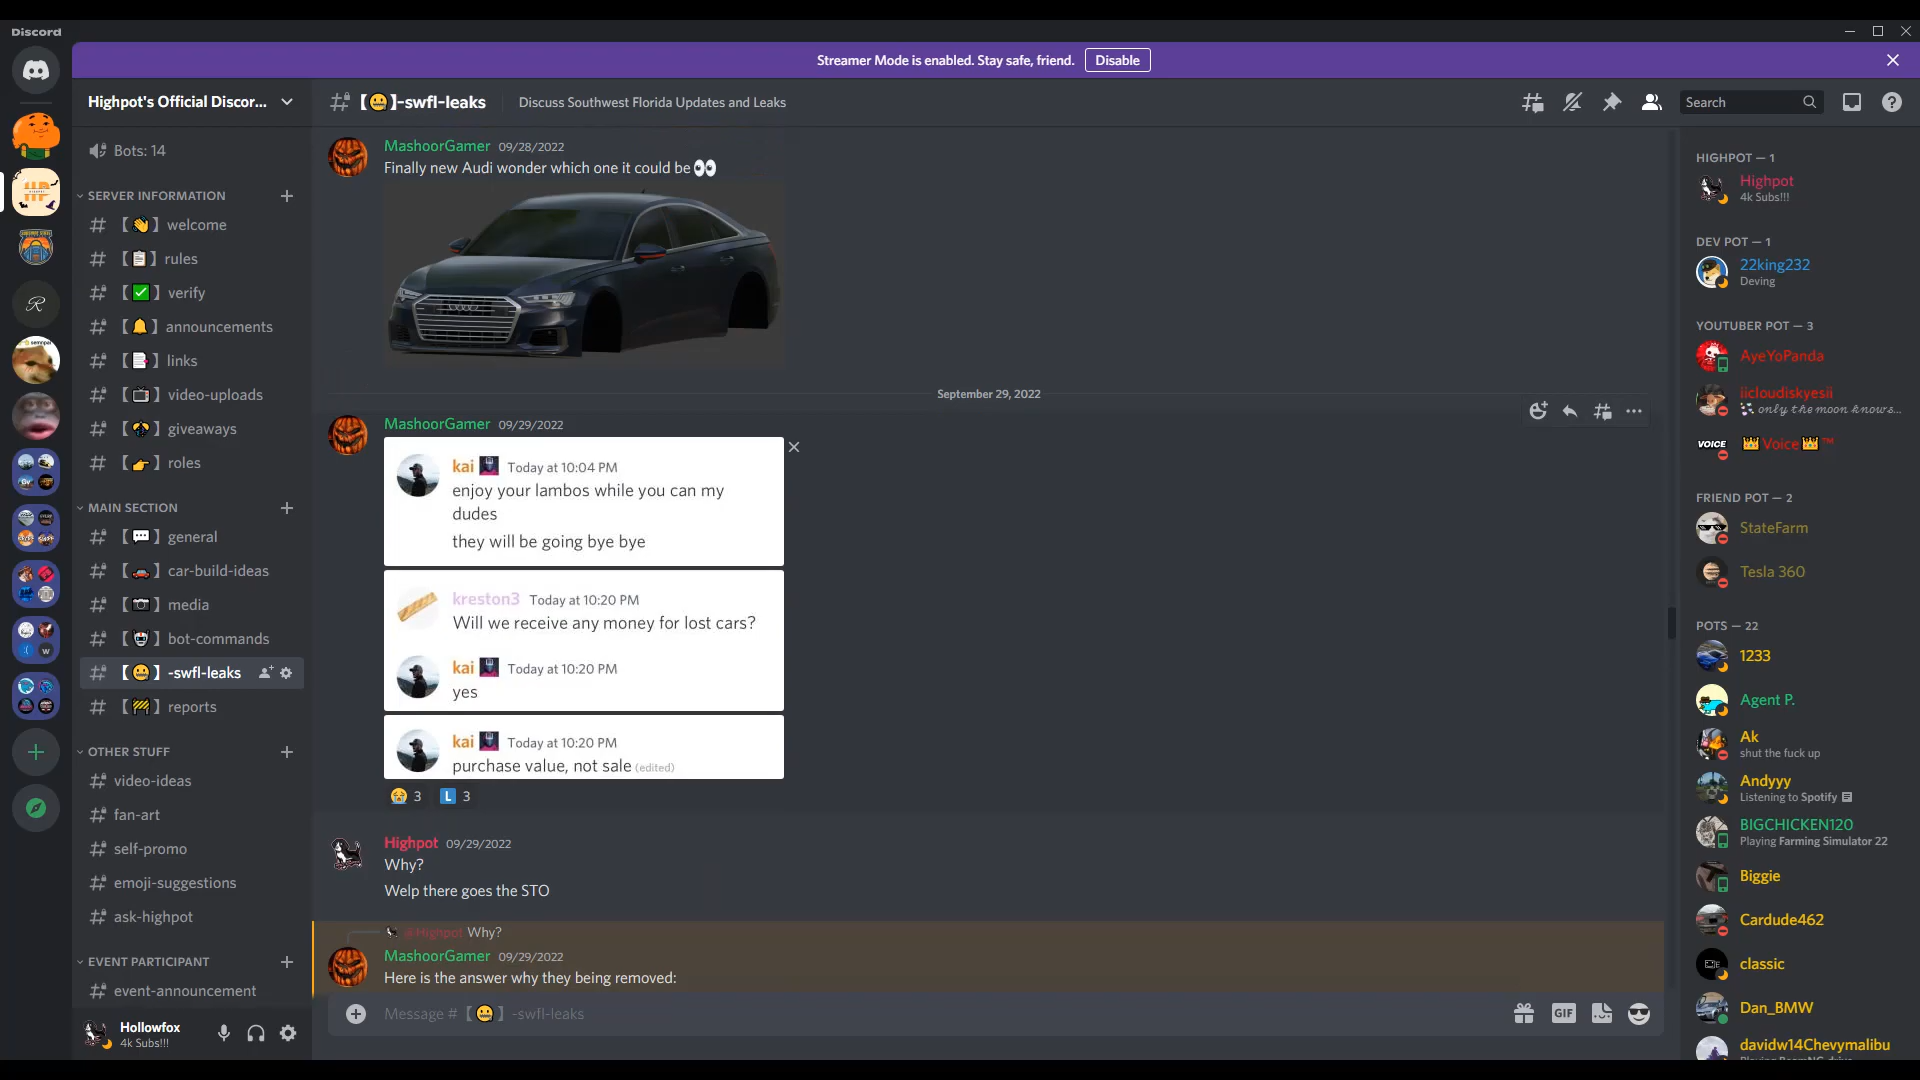 Discord
Streamer Mode is enabled. Stay safe, friend.
Disable
Highpot's Official Discor...
【🤐】-swfl-leaks
Discuss Southwest Florida Updates and Leaks
Search
Bots: 14
SERVER INFORMATION
【👋】welcome
【📋】rules
【✅】verify
【🔔】announcements
【📑】links
【📺】video-uploads
【🎁】giveaways
【👉】roles
MAIN SECTION
【💬】general
【🚗】car-build-ideas
【📷】media
【🤖】bot-commands
【🤐】-swfl-leaks
【🚧】reports
OTHER STUFF
video-ideas
fan-art
self-promo
emoji-suggestions
ask-highpot
EVENT PARTICIPANT
event-announcement
Hollowfox
4k Subs!!!
MashoorGamer 09/28/2022
Finally new Audi wonder which one it could be 👀
September 29, 2022
MashoorGamer 09/29/2022
kai Today at 10:04 PM
enjoy your lambos while you can my
dudes
they will be going bye bye
kreston3 Today at 10:20 PM
Will we receive any money for lost cars?
kai Today at 10:20 PM
yes
kai Today at 10:20 PM
purchase value, not sale (edited)
😭 3 L 3
Highpot 09/29/2022
Why?
Welp there goes the STO
@Highpot Why?
MashoorGamer 09/29/2022
Here is the answer why they being removed:
Message #【🤐】-swfl-leaks
GIF
HIGHPOT — 1
Highpot
4k Subs!!!
DEV POT — 1
22king232
Deving
YOUTUBER POT — 3
AyeYoPanda
iicloudiskyesii
only the moon knows...
VOICE
👑Voice👑™
FRIEND POT — 2
StateFarm
Tesla 360
POTS — 22
1233
Agent P.
Ak
shut the fuck up
Andyyy
Listening to Spotify
BIGCHICKEN120
Playing Farming Simulator 22
Biggie
Cardude462
classic
Dan_BMW
davidw14Chevymalibu